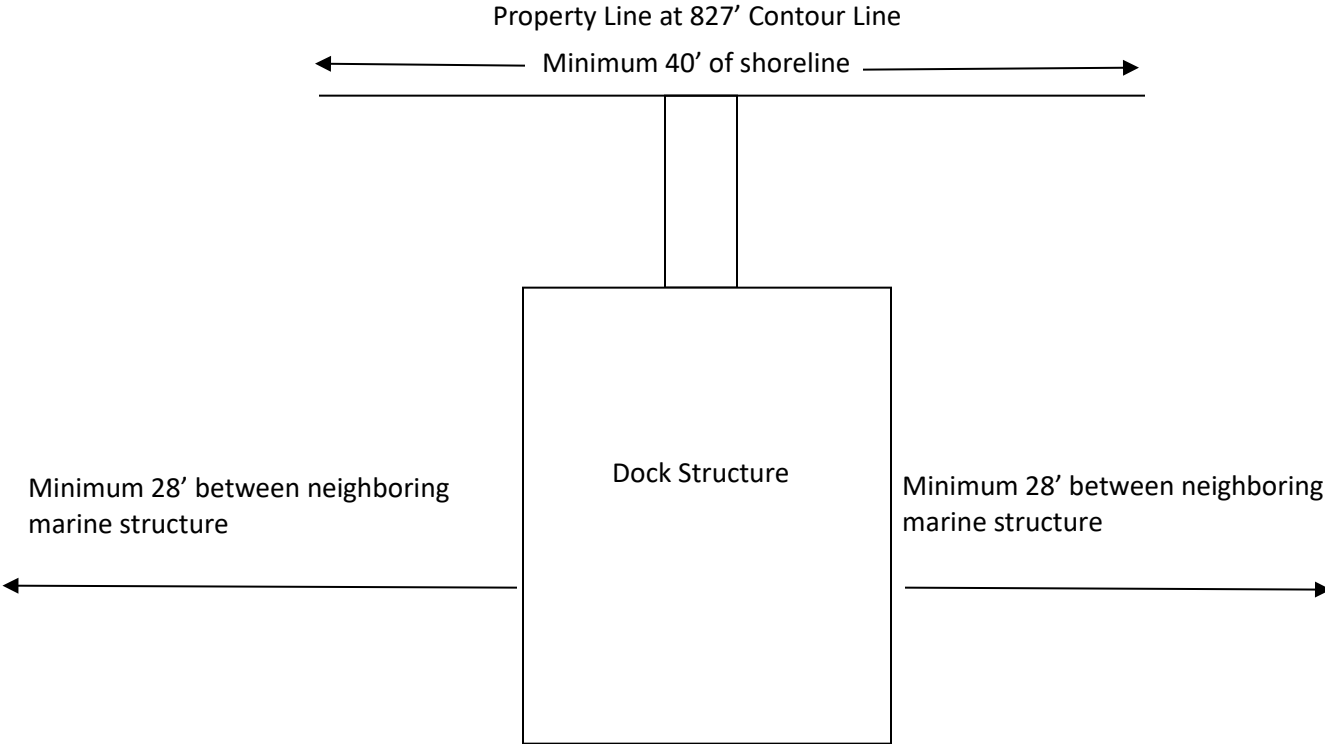 Property Line at 827’ Contour Line
Minimum 40’ of shoreline
Dock Structure
Minimum 28’ between neighboring
marine structure
Minimum 28’ between neighboring
marine structure